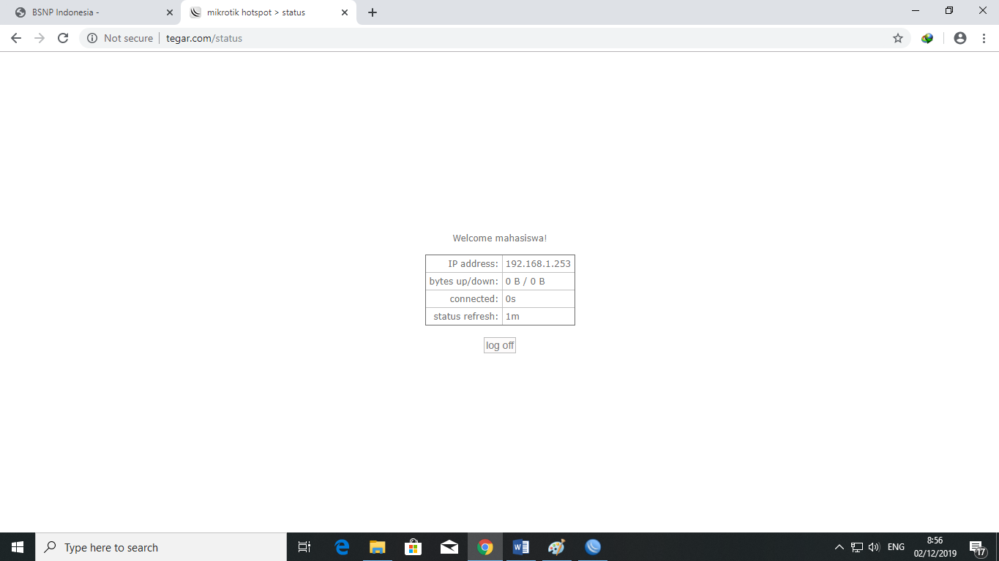 BSNP Indonesia -
mikrotik hotspot > status
Not secure
tegar.com/status
Welcome mahasiswa!
IP address: 192.168.1.253
bytes up/down: 0 B / 0 B
connected: 0s
status refresh: 1m
log off
Type here to search
ENG
8:56
02/12/2019
17